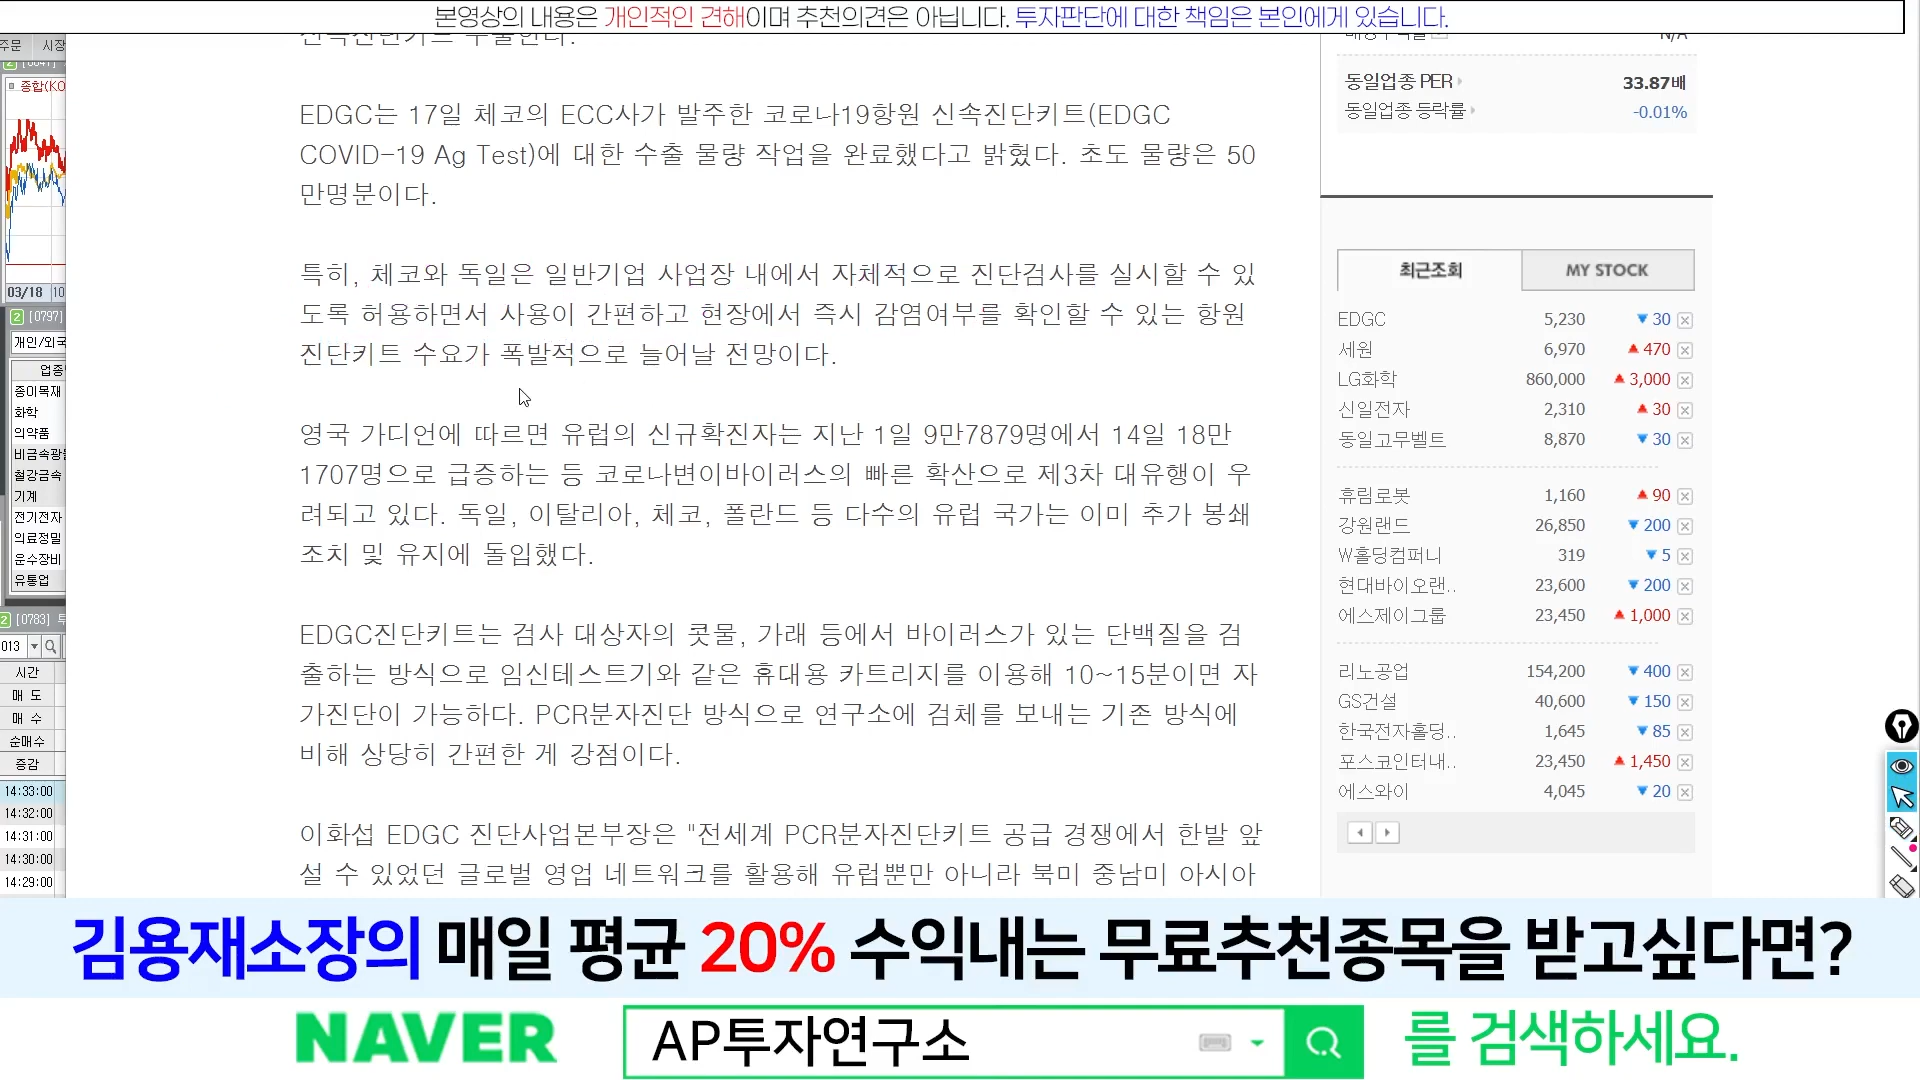 본영상의 내용은 개인적인 견해이며 추천의견은 아닙니다. 투자판단에 대한 책임은 본인에게 있습니다.
주문 시장
종합(KO
03/18 10
2 [0797]
개인/외국
업종
종이목재
화학
의약품
비금속광
철강금속
기계
전기전자
의료정밀
운수장비
유통업
2 [0783] 투
013
시간
매 도
매 수
순매수
증감
14:33:00
14:32:00
14:31:00
14:30:00
14:29:00
신속진단키트 수출한다.
EDGC는 17일 체코의 ECC사가 발주한 코로나19항원 신속진단키트(EDGC
COVID-19 Ag Test)에 대한 수출 물량 작업을 완료했다고 밝혔다. 초도 물량은 50
만명분이다.
특히, 체코와 독일은 일반기업 사업장 내에서 자체적으로 진단검사를 실시할 수 있
도록 허용하면서 사용이 간편하고 현장에서 즉시 감염여부를 확인할 수 있는 항원
진단키트 수요가 폭발적으로 늘어날 전망이다.
영국 가디언에 따르면 유럽의 신규확진자는 지난 1일 9만7879명에서 14일 18만
1707명으로 급증하는 등 코로나변이바이러스의 빠른 확산으로 제3차 대유행이 우
려되고 있다. 독일, 이탈리아, 체코, 폴란드 등 다수의 유럽 국가는 이미 추가 봉쇄
조치 및 유지에 돌입했다.
EDGC진단키트는 검사 대상자의 콧물, 가래 등에서 바이러스가 있는 단백질을 검
출하는 방식으로 임신테스트기와 같은 휴대용 카트리지를 이용해 10~15분이면 자
가진단이 가능하다. PCR분자진단 방식으로 연구소에 검체를 보내는 기존 방식에
비해 상당히 간편한 게 강점이다.
이화섭 EDGC 진단사업본부장은 "전세계 PCR분자진단키트 공급 경쟁에서 한발 앞
설 수 있었던 글로벌 영업 네트워크를 활용해 유럽뿐만 아니라 북미 중남미 아시아
배당수익률 N/A
동일업종 PER 33.87배
동일업종 등락률 -0.01%
최근조회 MY STOCK
EDGC 5,230 ▼ 30
세원 6,970 ▲ 470
LG화학 860,000 ▲ 3,000
신일전자 2,310 ▲ 30
동일고무벨트 8,870 ▼ 30
휴림로봇 1,160 ▲ 90
강원랜드 26,850 ▼ 200
W홀딩컴퍼니 319 ▼ 5
현대바이오랜.. 23,600 ▼ 200
에스제이그룹 23,450 ▲ 1,000
리노공업 154,200 ▼ 400
GS건설 40,600 ▼ 150
한국전자홀딩.. 1,645 ▼ 85
포스코인터내.. 23,450 ▲ 1,450
에스와이 4,045 ▼ 20
김용재소장의 매일 평균 20% 수익내는 무료추천종목을 받고싶다면?
NAVER AP투자연구소 를 검색하세요.